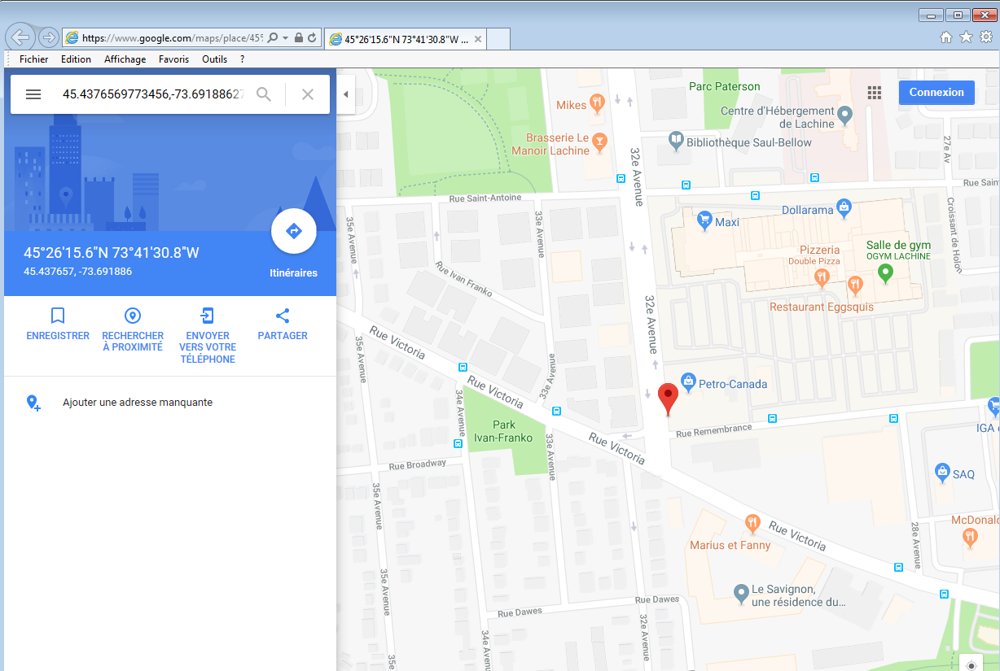 https://www.google.com/maps/place/45°
45°26'15.6"N 73°41'30.8"W ...
Fichier Edition Affichage Favoris Outils ?
45.4376569773456,-73.69188627
Connexion
45°26'15.6"N 73°41'30.8"W
45.437657, -73.691886
Itinéraires
ENREGISTRER
RECHERCHER
À PROXIMITÉ
ENVOYER
VERS VOTRE
TÉLÉPHONE
PARTAGER
Ajouter une adresse manquante
Parc Paterson
Mikes
Centre d'Hébergement
de Lachine
Brasserie Le
Manoir Lachine
Bibliothèque Saul-Bellow
27e Av
32e Avenue
Rue Saint-Antoine
Rue Sain
33e Avenue
35e Avenue
Croissant de Holon
Dollarama
Maxi
Pizzeria
Double Pizza
Salle de gym
OGYM LACHINE
Rue Ivan Franko
Restaurant Eggsquis
32e Avenue
Rue Victoria
35e Avenue
33e Avenue
Rue Victoria
Petro-Canada
34e Avenue
Park
Ivan-Franko
Rue Remembrance
IGA
Rue Victoria
33e Avenue
Rue Broadway
SAQ
35e Avenue
McDonald
Rue Victoria
Marius et Fanny
28e Avenue
35e Avenue
Le Savignon,
une résidence du...
Rue Dawes
Rue Dawes
32e Avenue
34e Avenue
35e